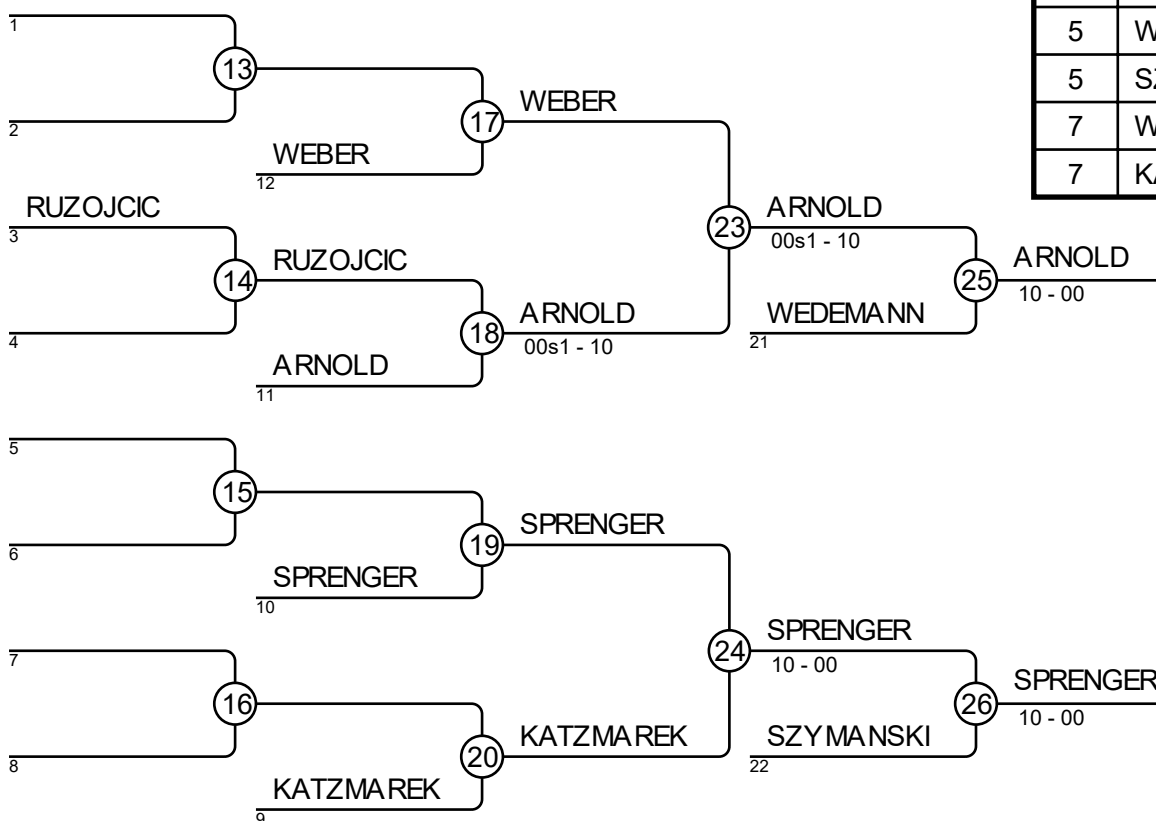 1
5 W
13
5 SZ
WEBER
2
17
7 W
WEBER
12
7 KA
RUZOJCIC
3
ARNOLD
23
00s1 - 10
RUZOJCIC
14
ARNOLD
25
10 - 00
ARNOLD
18
00s1 - 10
WEDEMANN
4
21
ARNOLD
11
5
15
SPRENGER
6
19
SPRENGER
10
7
SPRENGER
24
10 - 00
16
SPRENGER
26
10 - 00
KATZMAREK
SZYMANSKI
8
20
22
KATZMAREK
9